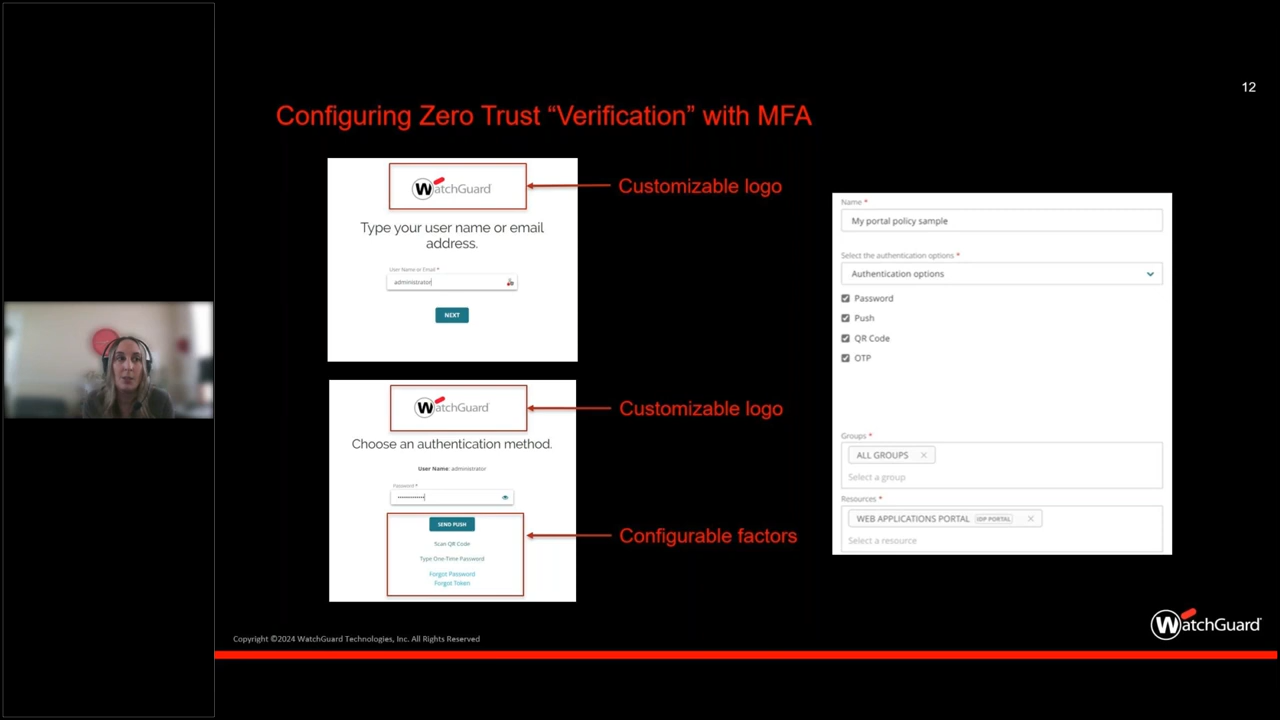 12
Configuring Zero Trust “Verification” with MFA
WatchGuard
Customizable logo
Type your user name or email
address.
User Name or Email *
administrator
NEXT
WatchGuard
Customizable logo
Choose an authentication method.
User Name: administrator
Password *
SEND PUSH
Configurable factors
Scan QR Code
Type One-Time Password
Forgot Password
Forgot Token
Name *
My portal policy sample
Select the authentication options *
Authentication options
Password
Push
QR Code
OTP
Groups *
ALL GROUPS ×
Select a group
Resources *
WEB APPLICATIONS PORTAL IDP PORTAL ×
Select a resource
Copyright ©2024 WatchGuard Technologies, Inc. All Rights Reserved
WatchGuard